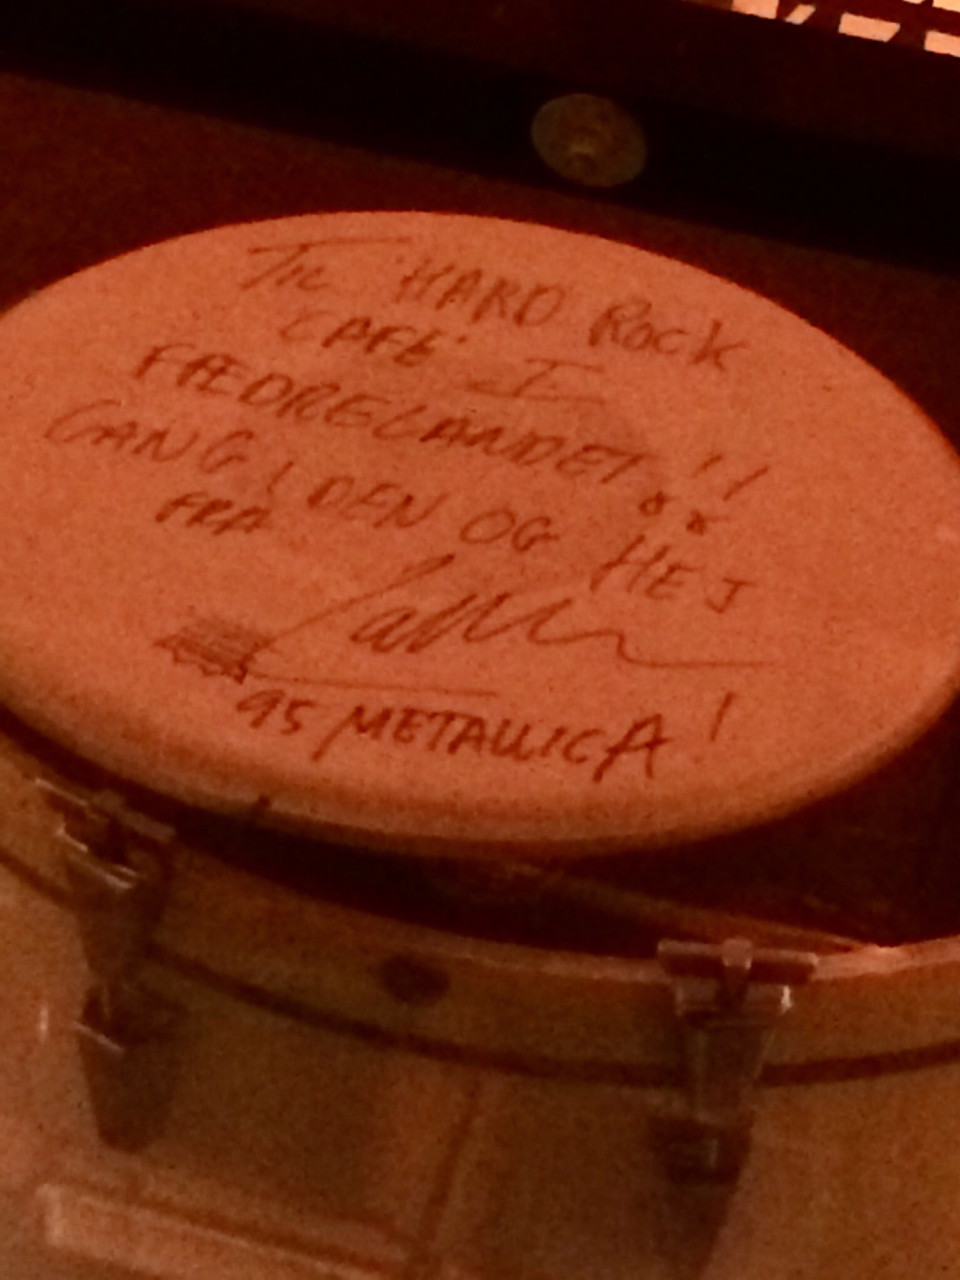 TIL HARD ROCK
CAFE' - I
FÆDRELANDET!!
GANG I DEN OG HEJ
FRA
'95 METALLICA!